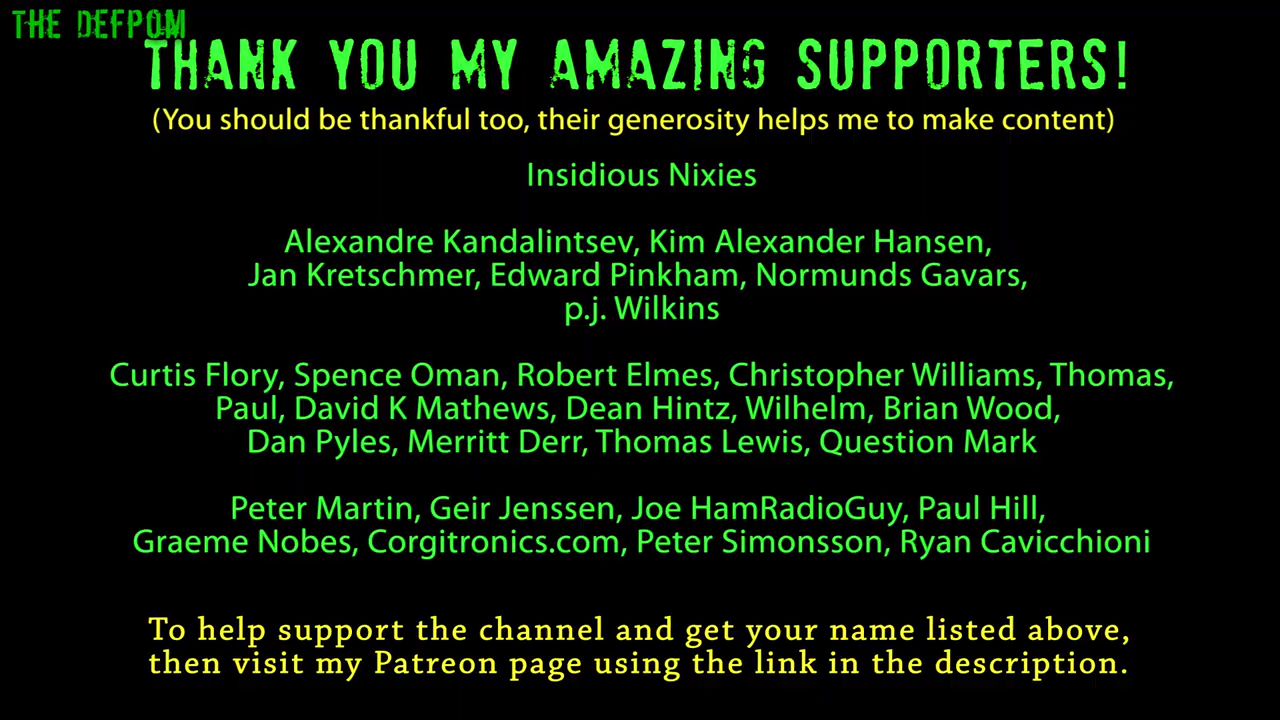 THE DEFPOM
THANK YOU MY AMAZING SUPPORTERS!
(You should be thankful too, their generosity helps me to make content)
Insidious Nixies
Alexandre Kandalintsev, Kim Alexander Hansen,
Jan Kretschmer, Edward Pinkham, Normunds Gavars,
p.j. Wilkins
Curtis Flory, Spence Oman, Robert Elmes, Christopher Williams, Thomas,
Paul, David K Mathews, Dean Hintz, Wilhelm, Brian Wood,
Dan Pyles, Merritt Derr, Thomas Lewis, Question Mark
Peter Martin, Geir Jenssen, Joe HamRadioGuy, Paul Hill,
Graeme Nobes, Corgitronics.com, Peter Simonsson, Ryan Cavicchioni
To help support the channel and get your name listed above,
then visit my Patreon page using the link in the description.